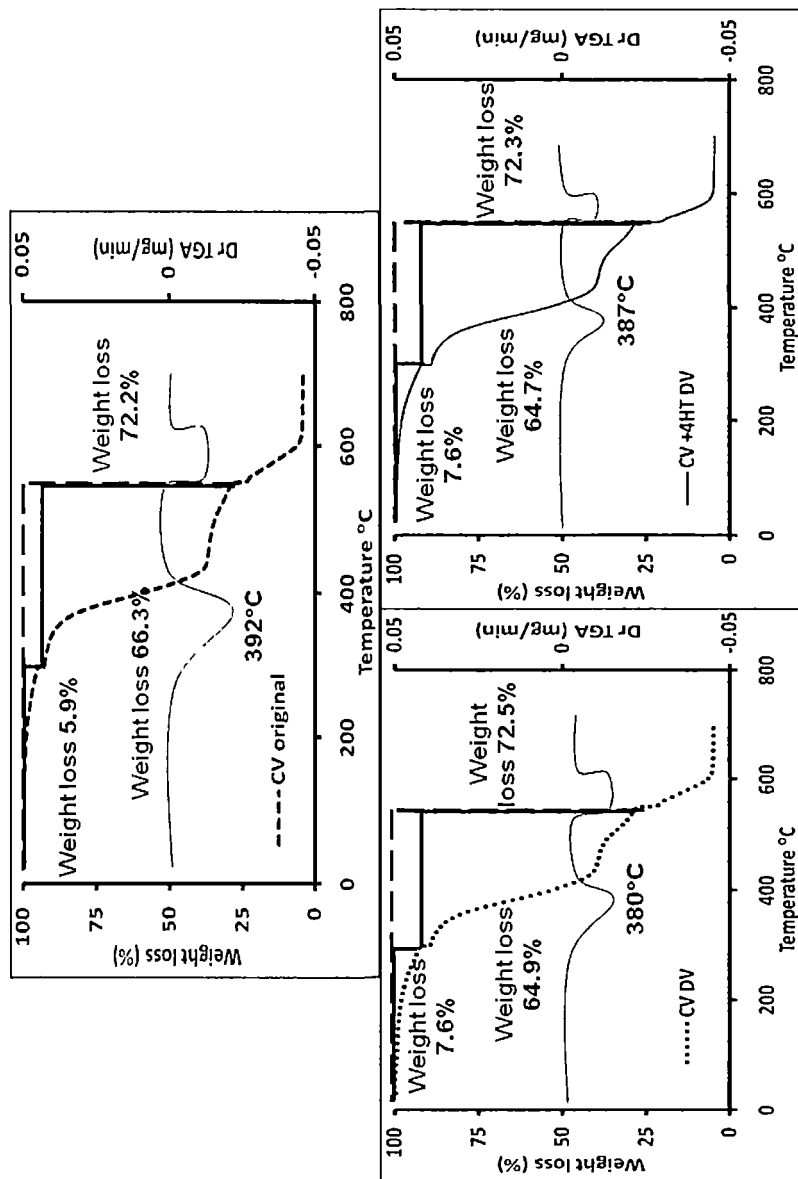 100
75
50
25
0
Weight loss (%)
0.05
0
-0.05
Dr TGA (mg/min)
0
200
400
600
800
Temperature °C
Weight loss 5.9%
Weight loss 66.3%
Weight loss
72.2%
392°C
CV original
100
75
50
25
0
Weight loss (%)
0.05
0
-0.05
Dr TGA (mg/min)
0
200
400
600
800
Temperature °C
Weight loss
7.6%
Weight loss
64.9%
Weight
loss 72.5%
380°C
CV DV
100
75
50
25
0
Weight loss (%)
0.05
0
-0.05
Dr TGA (mg/min)
0
200
400
600
800
Temperature °C
Weight loss
7.6%
Weight loss
64.7%
Weight loss
72.3%
387°C
CV +4HT DV